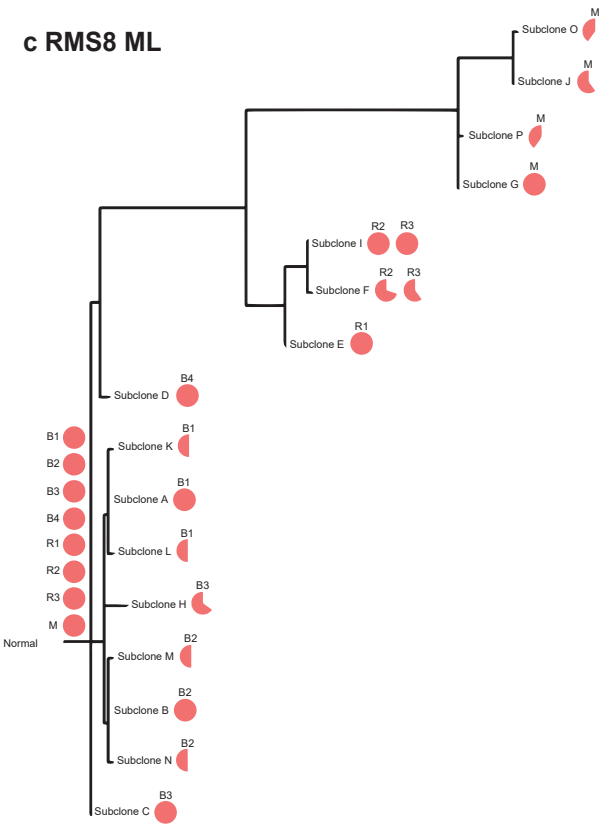 c RMS8 ML
M
Subclone O
M
Subclone J
M
Subclone P
M
Subclone G
R2 R3
Subclone I
R2 R3
Subclone F
R1
Subclone E
B4
Subclone D
B1
B1
Subclone K
B2
B1
B3
Subclone A
B4
B1
R1
Subclone L
R2
B3
R3
Subclone H
M
B2
Normal
Subclone M
B2
Subclone B
B2
Subclone N
B3
Subclone C